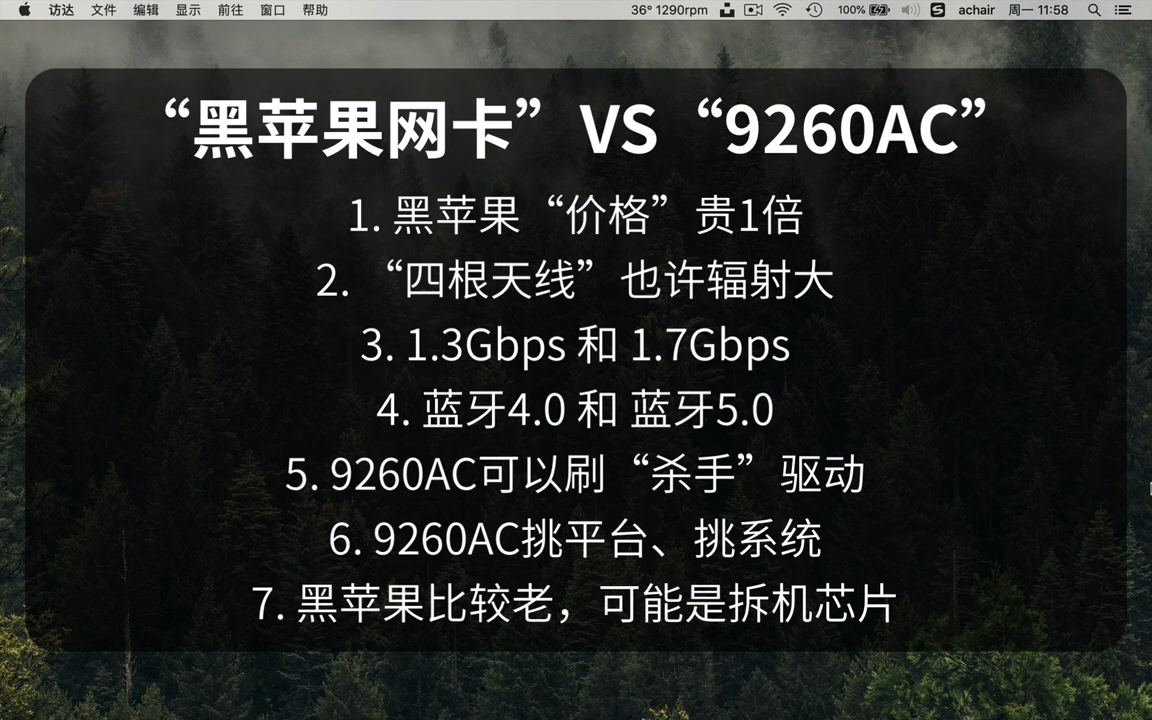 访达 文件 编辑 显示 前往 窗口 帮助 36° 1290rpm 100% achair 周一 11:58
“黑苹果网卡” VS “9260AC”
1. 黑苹果“价格”贵1倍
2. “四根天线”也许辐射大
3. 1.3Gbps 和 1.7Gbps
4. 蓝牙4.0 和 蓝牙5.0
5. 9260AC可以刷“杀手”驱动
6. 9260AC挑平台、挑系统
7. 黑苹果比较老，可能是拆机芯片